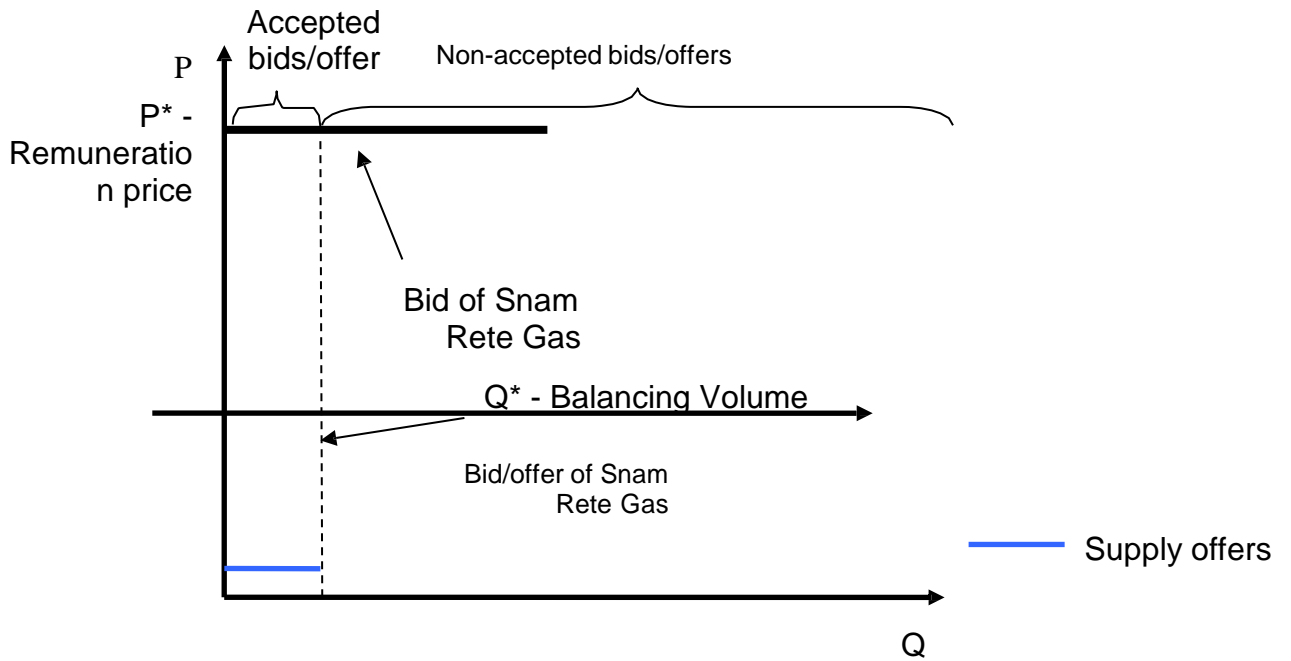 Accepted
bids/offer
Non-accepted bids/offers
P
P* -
Remuneratio
n price
Bid of Snam
Rete Gas
Q* - Balancing Volume
Bid/offer of Snam
Rete Gas
Supply offers
Q